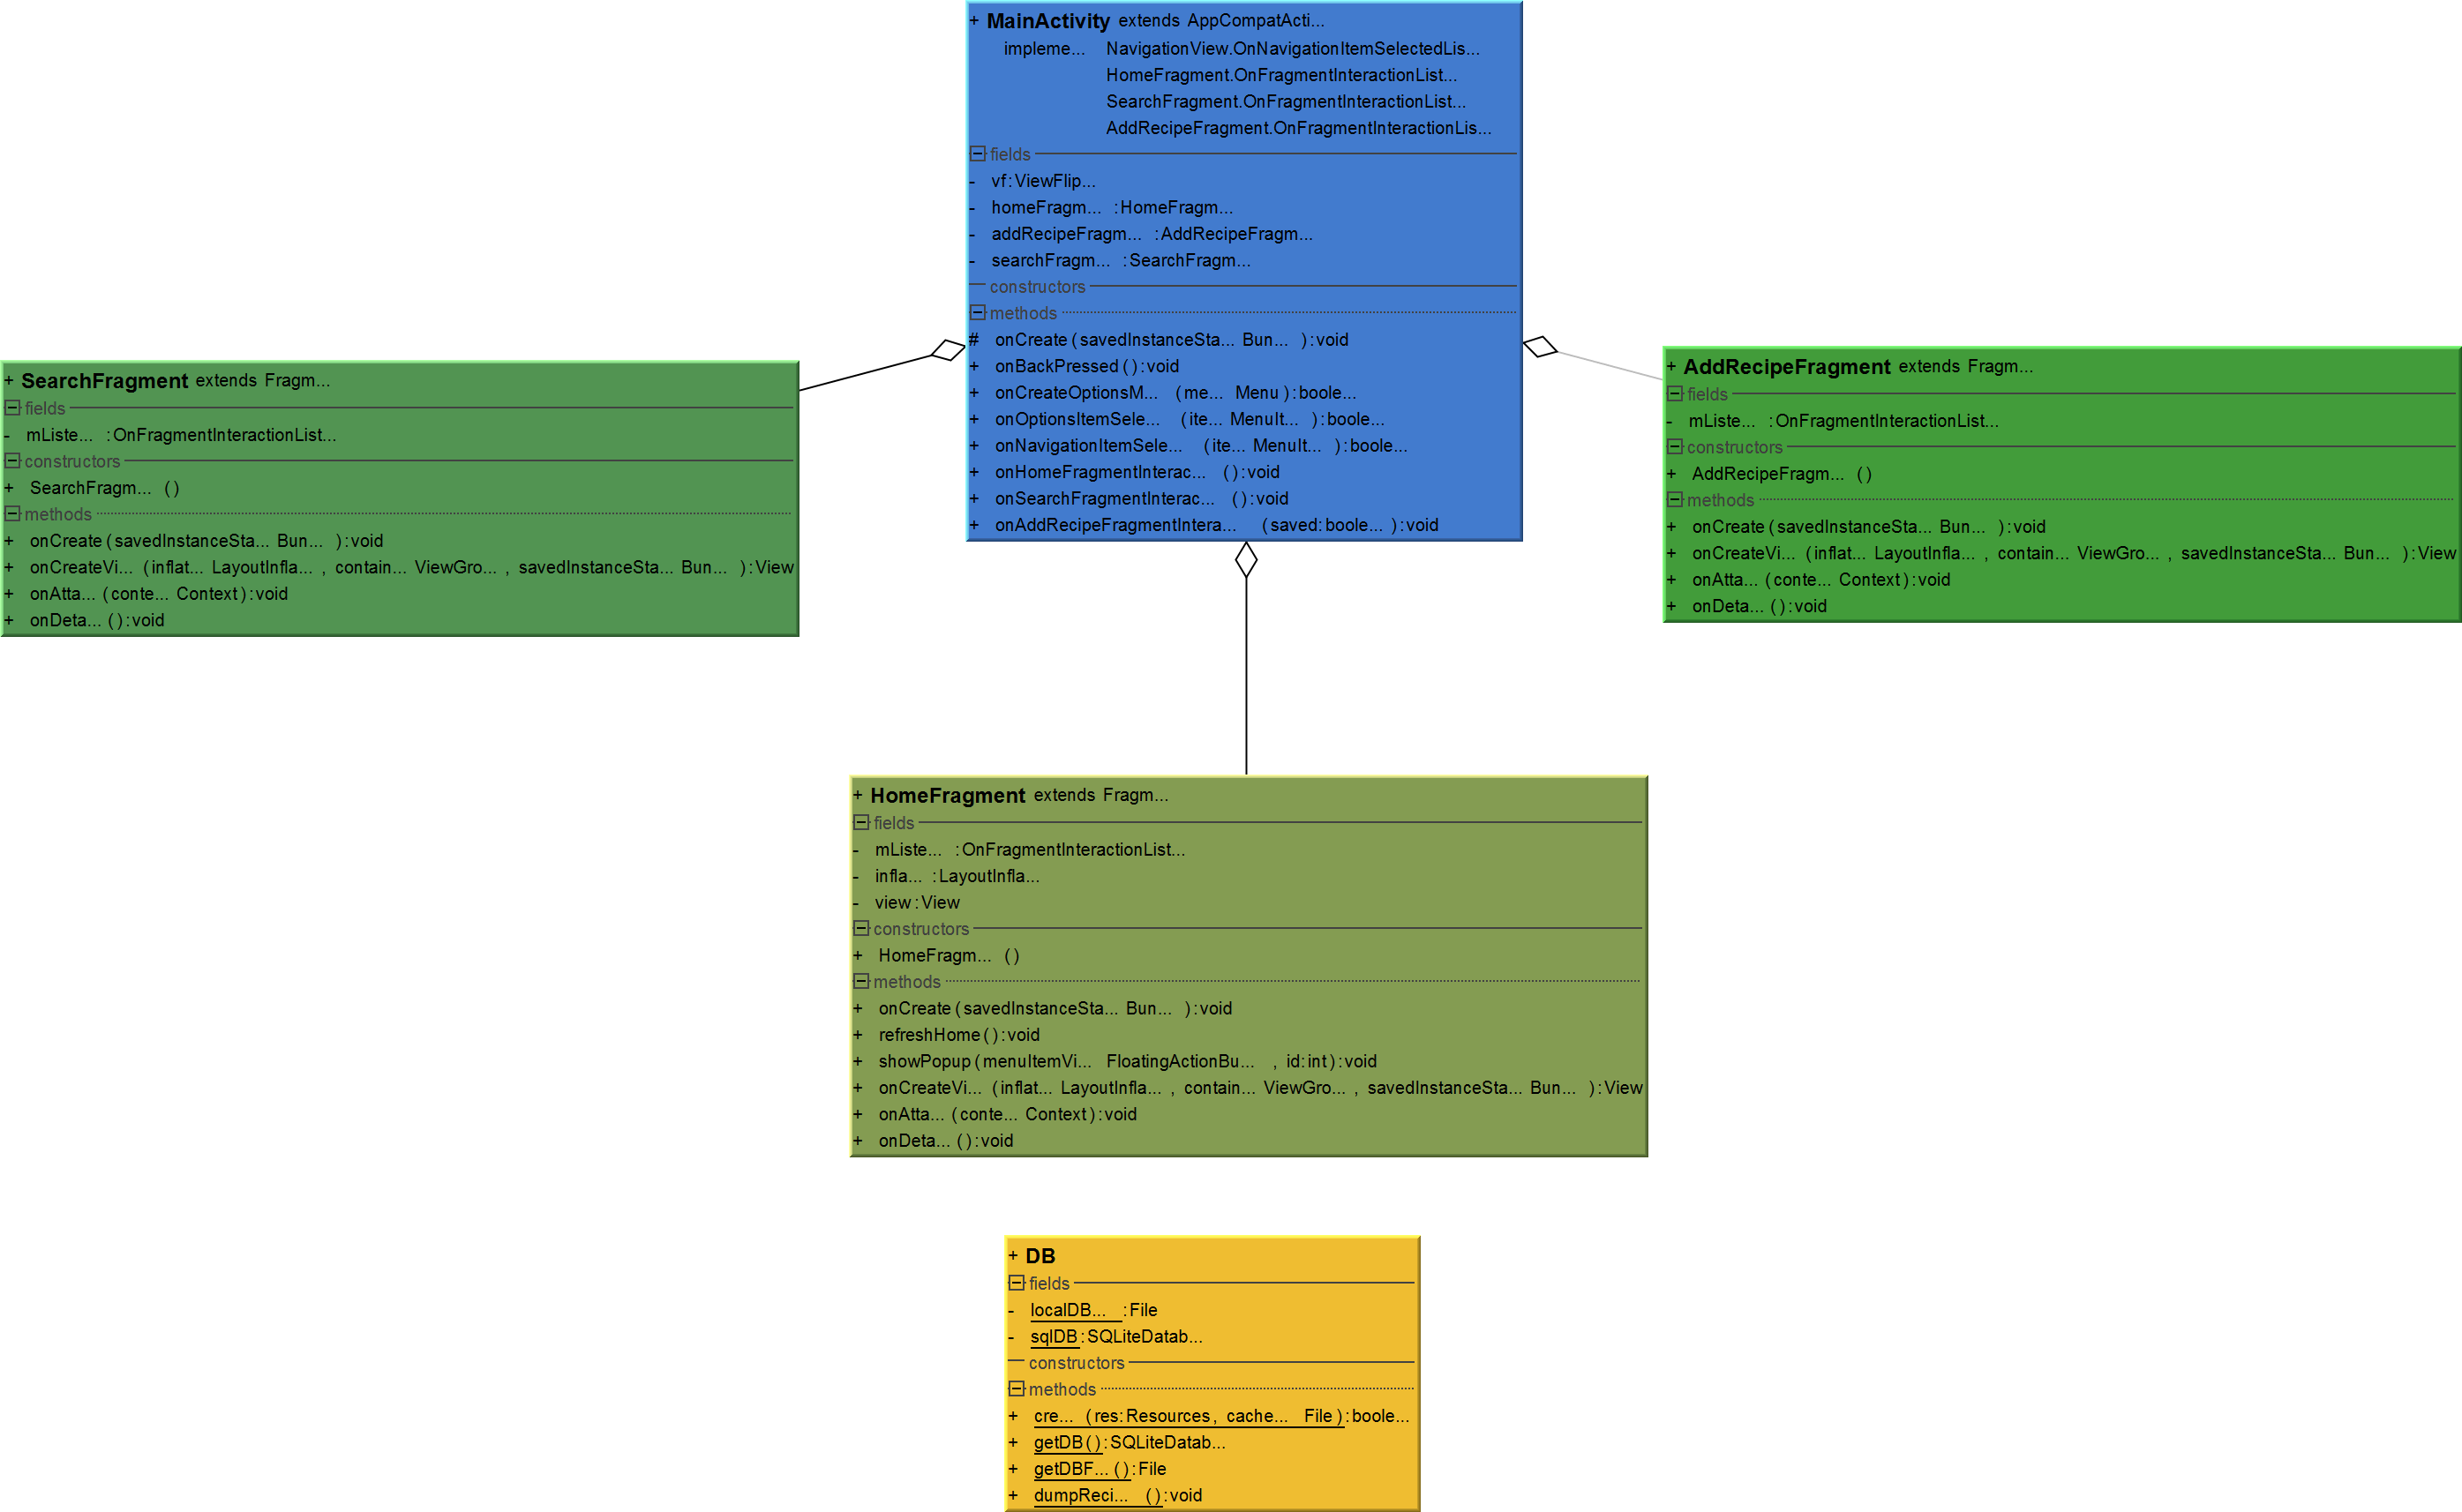 + MainActivity extends AppCompatActi...
impleme... NavigationView.OnNavigationItemSelectedLis...
HomeFragment.OnFragmentInteractionList...
SearchFragment.OnFragmentInteractionList...
AddRecipeFragment.OnFragmentInteractionLis...
fields
- vf:ViewFlip...
- homeFragm... :HomeFragm...
- addRecipeFragm... :AddRecipeFragm...
- searchFragm... :SearchFragm...
constructors
methods
# onCreate(savedInstanceSta... Bun... ):void
+ onBackPressed():void
+ onCreateOptionsM... (me... Menu):boole...
+ onOptionsItemSele... (ite... MenuIt... ):boole...
+ onNavigationItemSele... (ite... MenuIt... ):boole...
+ onHomeFragmentInterac... ():void
+ onSearchFragmentInterac... ():void
+ onAddRecipeFragmentIntera... (saved:boole... ):void
+ SearchFragment extends Fragm...
fields
- mListe... :OnFragmentInteractionList...
constructors
+ SearchFragm... ()
methods
+ onCreate(savedInstanceSta... Bun... ):void
+ onCreateVi... (inflat... LayoutInfla... , contain... ViewGro... , savedInstanceSta... Bun... ):View
+ onAtta... (conte... Context):void
+ onDeta... ():void
+ AddRecipeFragment extends Fragm...
fields
- mListe... :OnFragmentInteractionList...
constructors
+ AddRecipeFragm... ()
methods
+ onCreate(savedInstanceSta... Bun... ):void
+ onCreateVi... (inflat... LayoutInfla... , contain... ViewGro... , savedInstanceSta... Bun... ):View
+ onAtta... (conte... Context):void
+ onDeta... ():void
+ HomeFragment extends Fragm...
fields
- mListe... :OnFragmentInteractionList...
- infla... :LayoutInfla...
- view:View
constructors
+ HomeFragm... ()
methods
+ onCreate(savedInstanceSta... Bun... ):void
+ refreshHome():void
+ showPopup(menuItemVi... FloatingActionBu... , id:int):void
+ onCreateVi... (inflat... LayoutInfla... , contain... ViewGro... , savedInstanceSta... Bun... ):View
+ onAtta... (conte... Context):void
+ onDeta... ():void
+ DB
fields
- localDB... :File
- sqlDB:SQLiteDatab...
constructors
methods
+ cre... (res:Resources, cache... File):boole...
+ getDB():SQLiteDatab...
+ getDBF... ():File
+ dumpReci... ():void